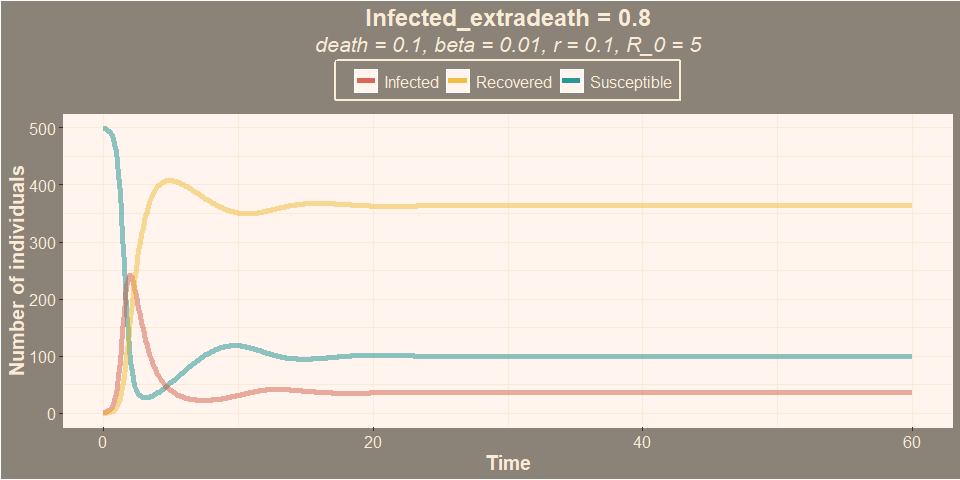 Infected_extradeath = 0.8
death = 0.1, beta = 0.01, r = 0.1, R_0 = 5
Infected Recovered Susceptible
500
400
300
200
100
0
Number of individuals
0 20 40 60
Time